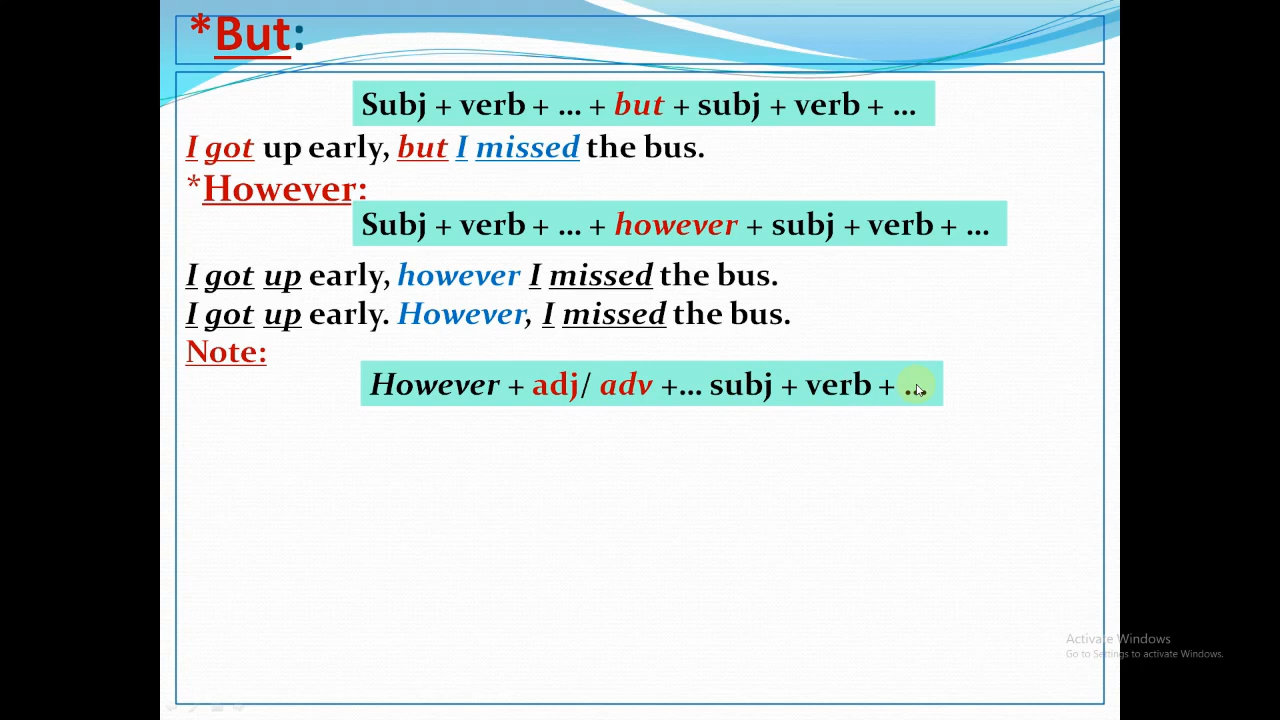 *But:
Subj + verb + ... + but + subj + verb + ...
I got up early, but I missed the bus.
*However:
Subj + verb + ... + however + subj + verb + ...
I got up early, however I missed the bus.
I got up early. However, I missed the bus.
Note:
However + adj/ adv +... subj + verb + ...
Activate Windows
Go to Settings to activate Windows.